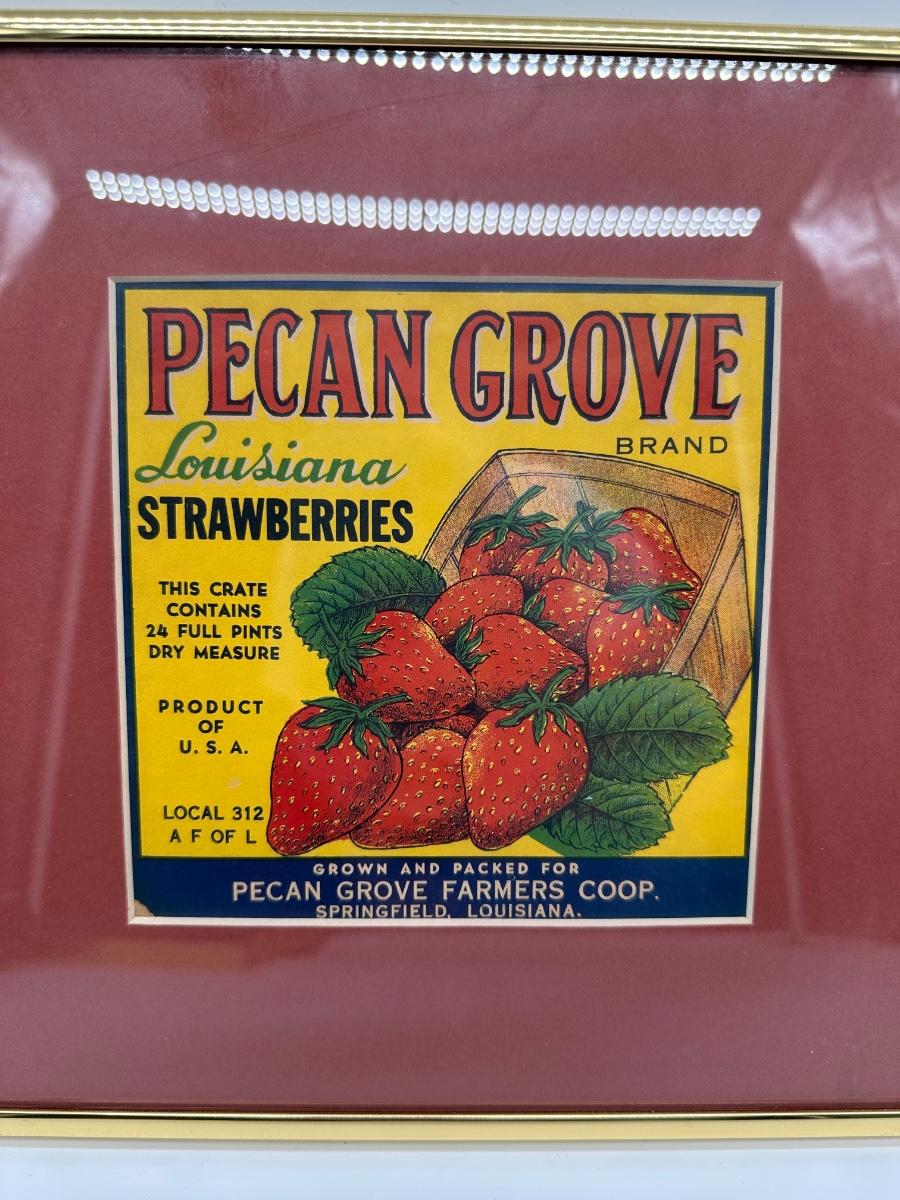 PECAN GROVE
BRAND
Louisiana
STRAWBERRIES
THIS CRATE
CONTAINS
24 FULL PINTS
DRY MEASURE
PRODUCT
OF
U. S. A.
LOCAL 312
A F OF L
GROWN AND PACKED FOR
PECAN GROVE FARMERS COOP.
SPRINGFIELD, LOUISIANA.